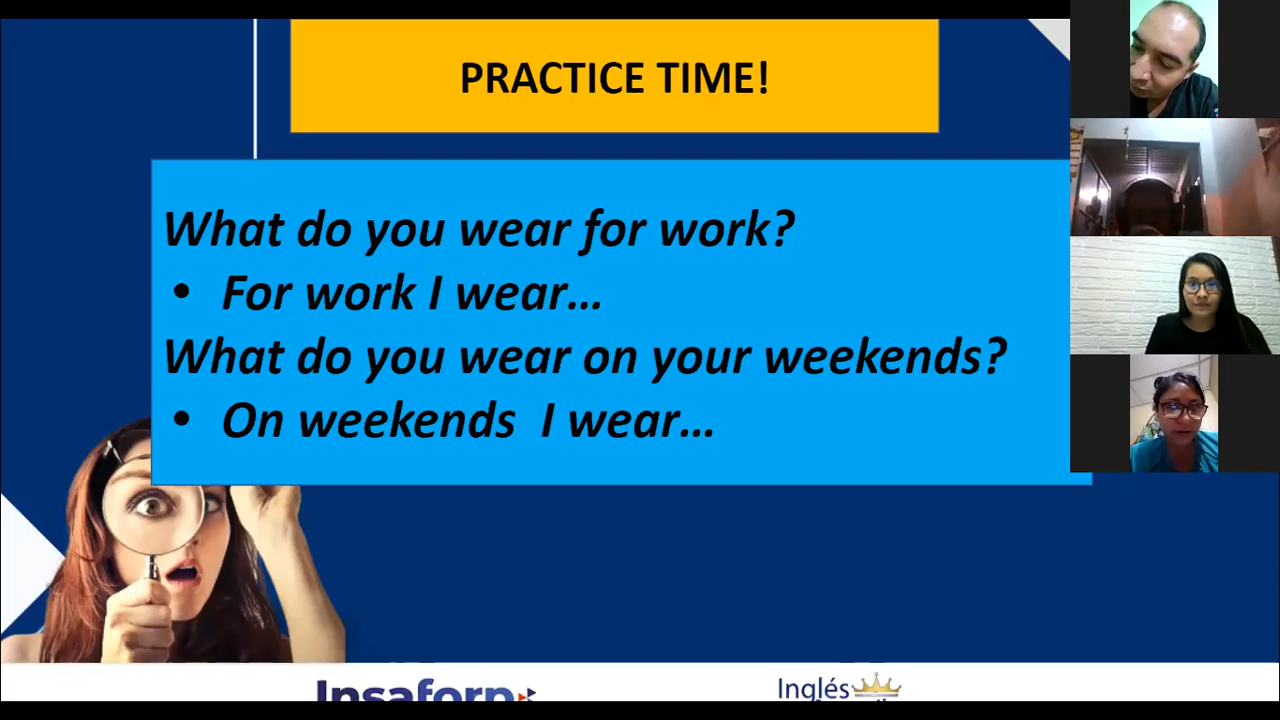 PRACTICE TIME!
What do you wear for work?
• For work I wear...
What do you wear on your weekends?
• On weekends I wear...
Insaforp
Inglés